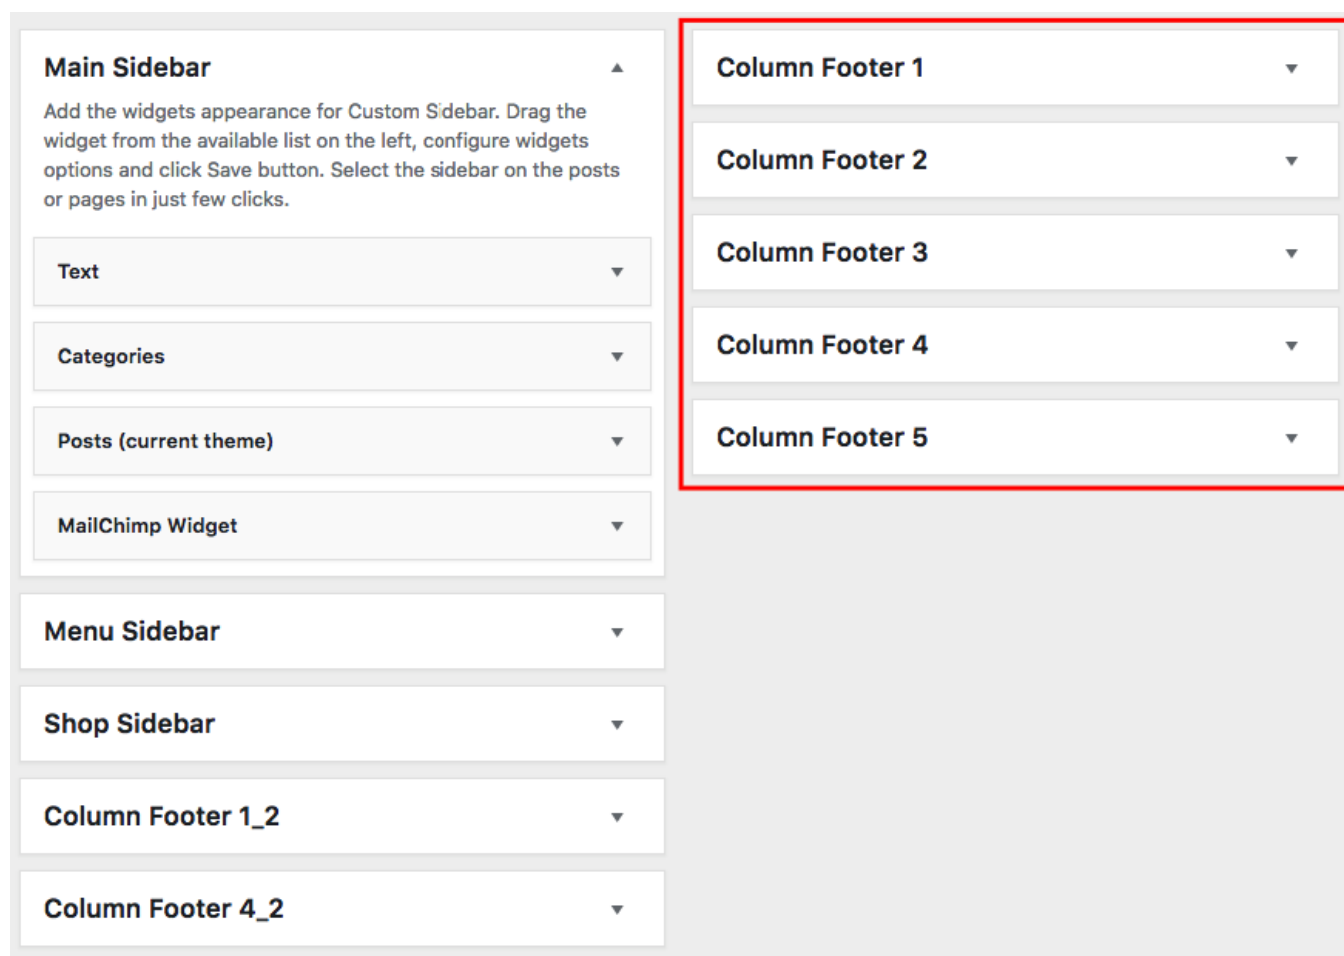 Main Sidebar
Add the widgets appearance for Custom Sidebar. Drag the
widget from the available list on the left, configure widgets
options and click Save button. Select the sidebar on the posts
or pages in just few clicks.
Text
Categories
Posts (current theme)
MailChimp Widget
Menu Sidebar
Shop Sidebar
Column Footer 1_2
Column Footer 4_2
Column Footer 1
Column Footer 2
Column Footer 3
Column Footer 4
Column Footer 5